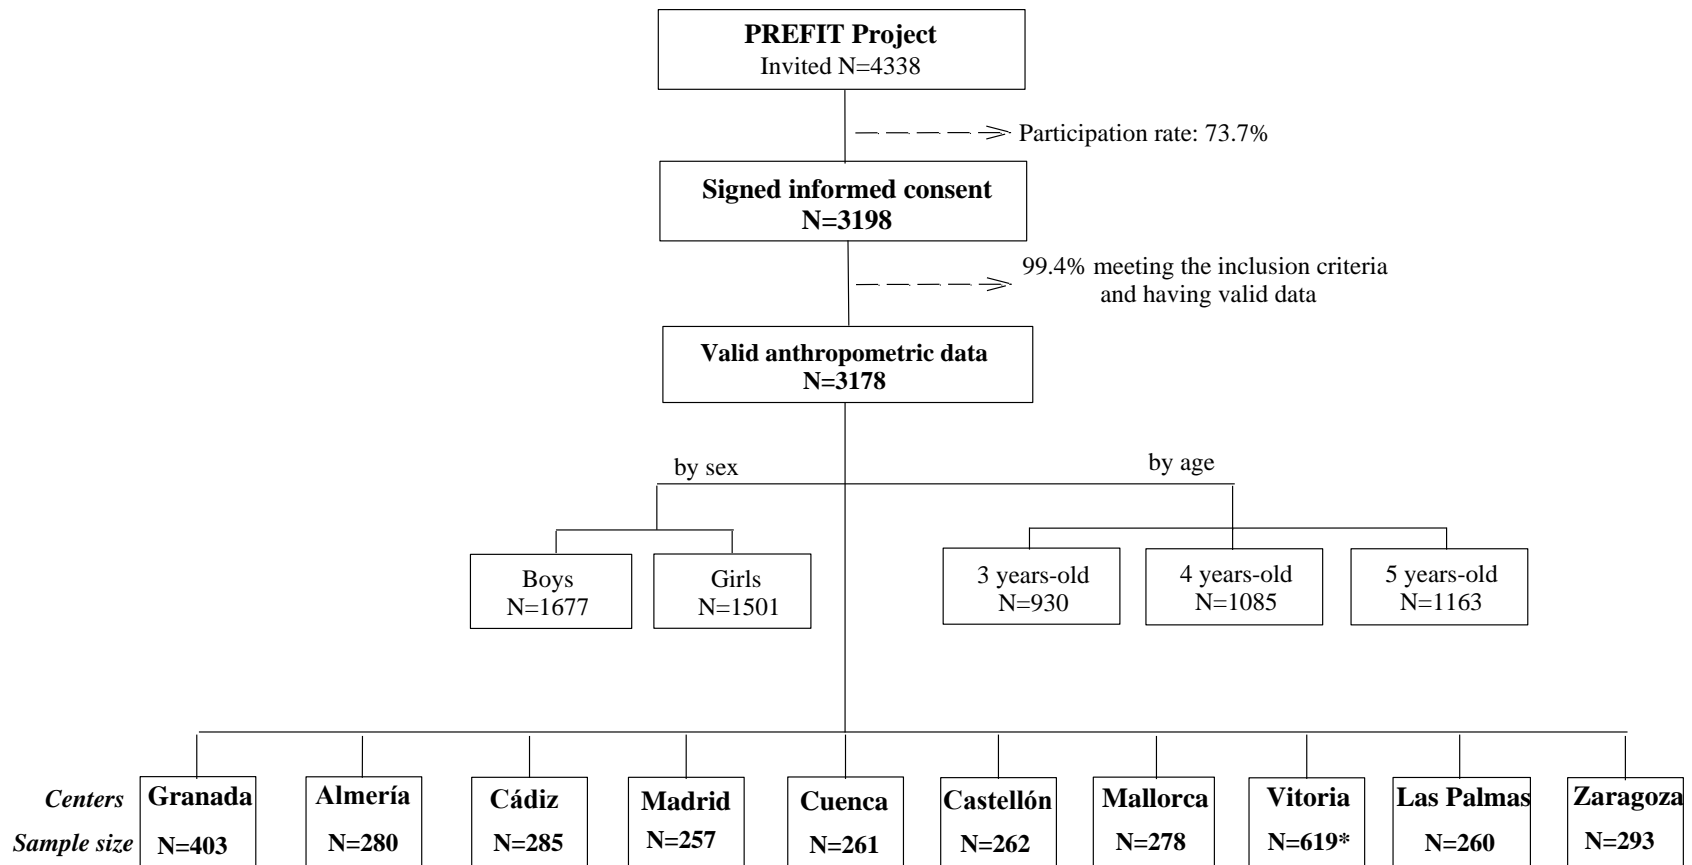 PREFIT Project
Invited N=4338
Participation rate: 73.7%
Signed informed consent
N=3198
99.4% meeting the inclusion criteria
and having valid data
Valid anthropometric data
N=3178
by sex
by age
Boys
N=1677
Girls
N=1501
3 years-old
N=930
4 years-old
N=1085
5 years-old
N=1163
Centers Granada Almería Cádiz Madrid Cuenca Castellón Mallorca Vitoria Las Palmas Zaragoza
Sample size N=403 N=280 N=285 N=257 N=261 N=262 N=278 N=619* N=260 N=293